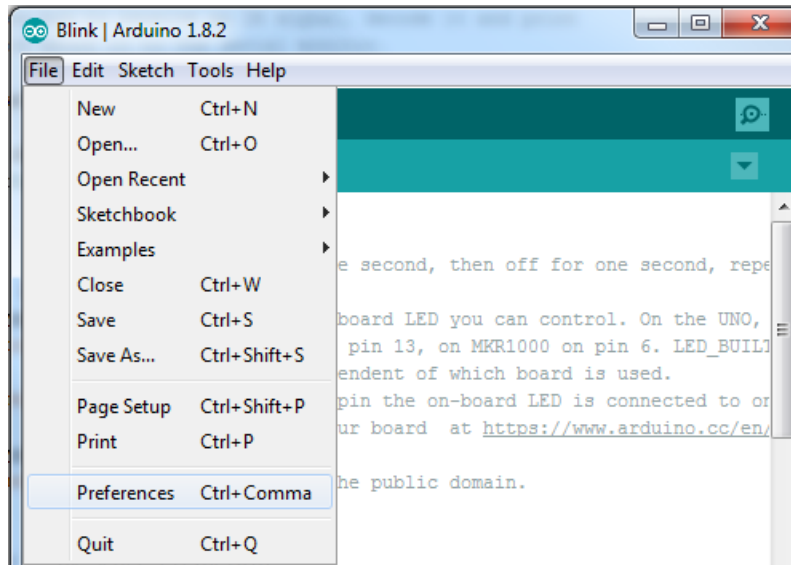 Blink | Arduino 1.8.2
File Edit Sketch Tools Help
New Ctrl+N
Open... Ctrl+O
Open Recent
Sketchbook
Examples
e second, then off for one second, repe
Close Ctrl+W
Save Ctrl+S
board LED you can control. On the UNO,
pin 13, on MKR1000 on pin 6. LED_BUILT
Save As... Ctrl+Shift+S
endent of which board is used.
Page Setup Ctrl+Shift+P
pin the on-board LED is connected to on
ur board at https://www.arduino.cc/en/
Print Ctrl+P
Preferences Ctrl+Comma
he public domain.
Quit Ctrl+Q